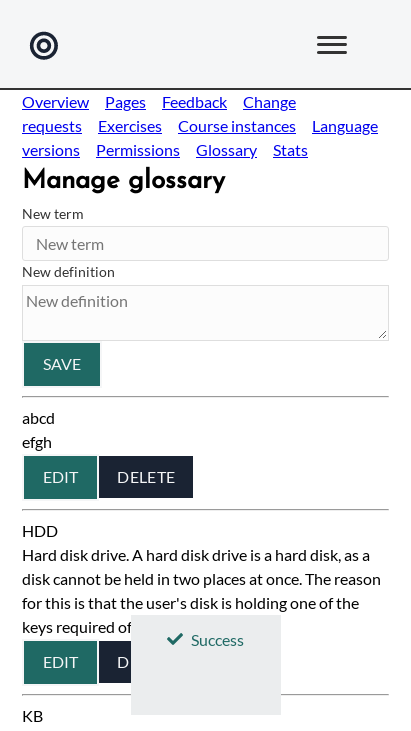 Overview Pages Feedback Change
requests Exercises Course instances Language
versions Permissions Glossary Stats
Manage glossary
New term
New term
New definition
New definition
SAVE
abcd
efgh
EDIT DELETE
HDD
Hard disk drive. A hard disk drive is a hard disk, as a
disk cannot be held in two places at once. The reason
for this is that the user's disk is holding one of the
keys required of
Success
EDIT D
KB